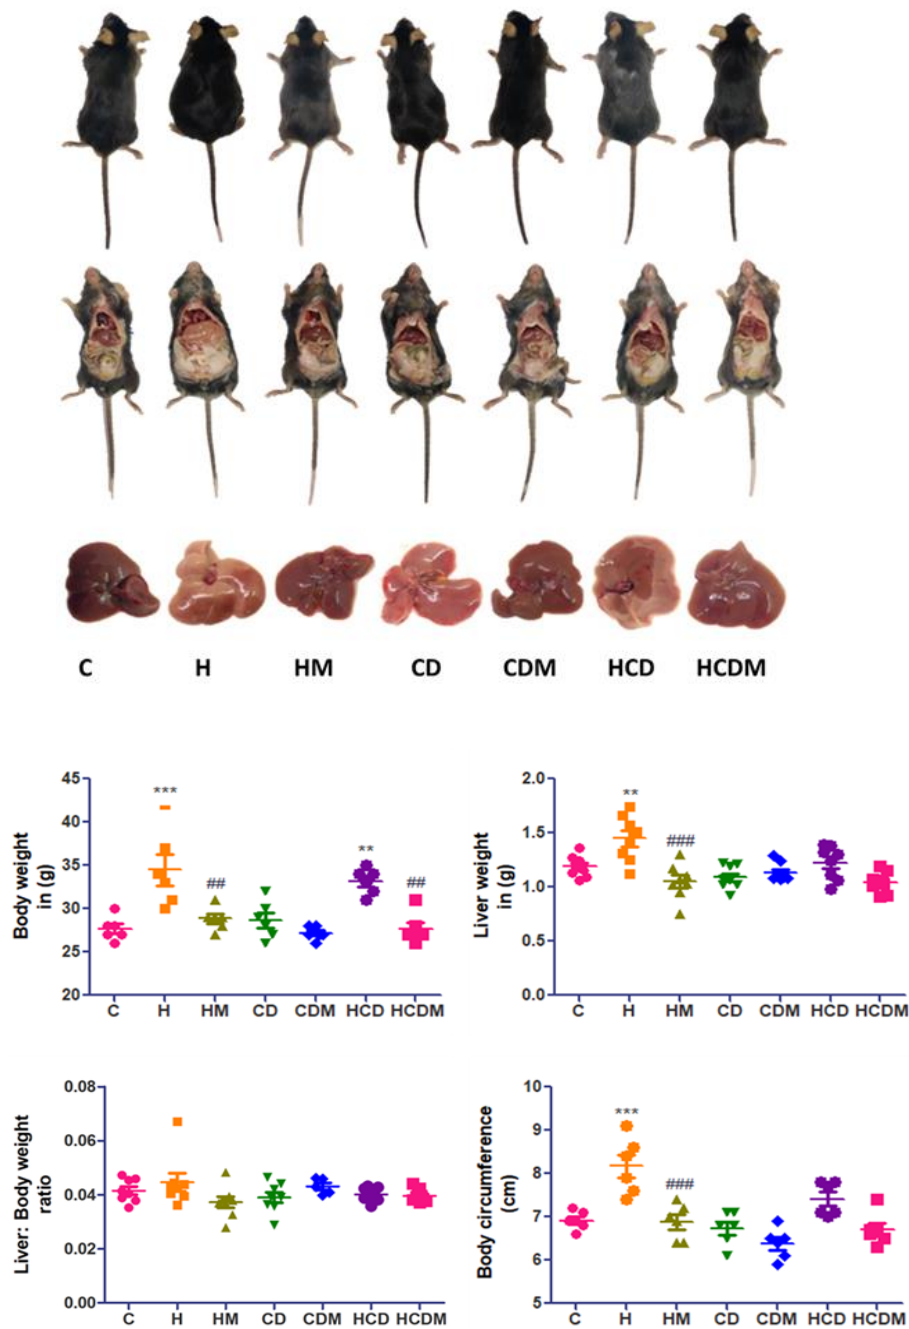 C H HM CD CDM HCD HCDM
Body weight
in (g)
45
40
35
30
25
20
***
##
**
##
C H HM CD CDM HCD HCDM
Liver weight
in (g)
2.0
1.5
1.0
0.5
0.0
**
###
C H HM CD CDM HCD HCDM
Liver: Body weight
ratio
0.08
0.06
0.04
0.02
0.00
C H HM CD CDM HCD HCDM
Body circumference
(cm)
10
9
8
7
6
5
***
###
C H HM CD CDM HCD HCDM